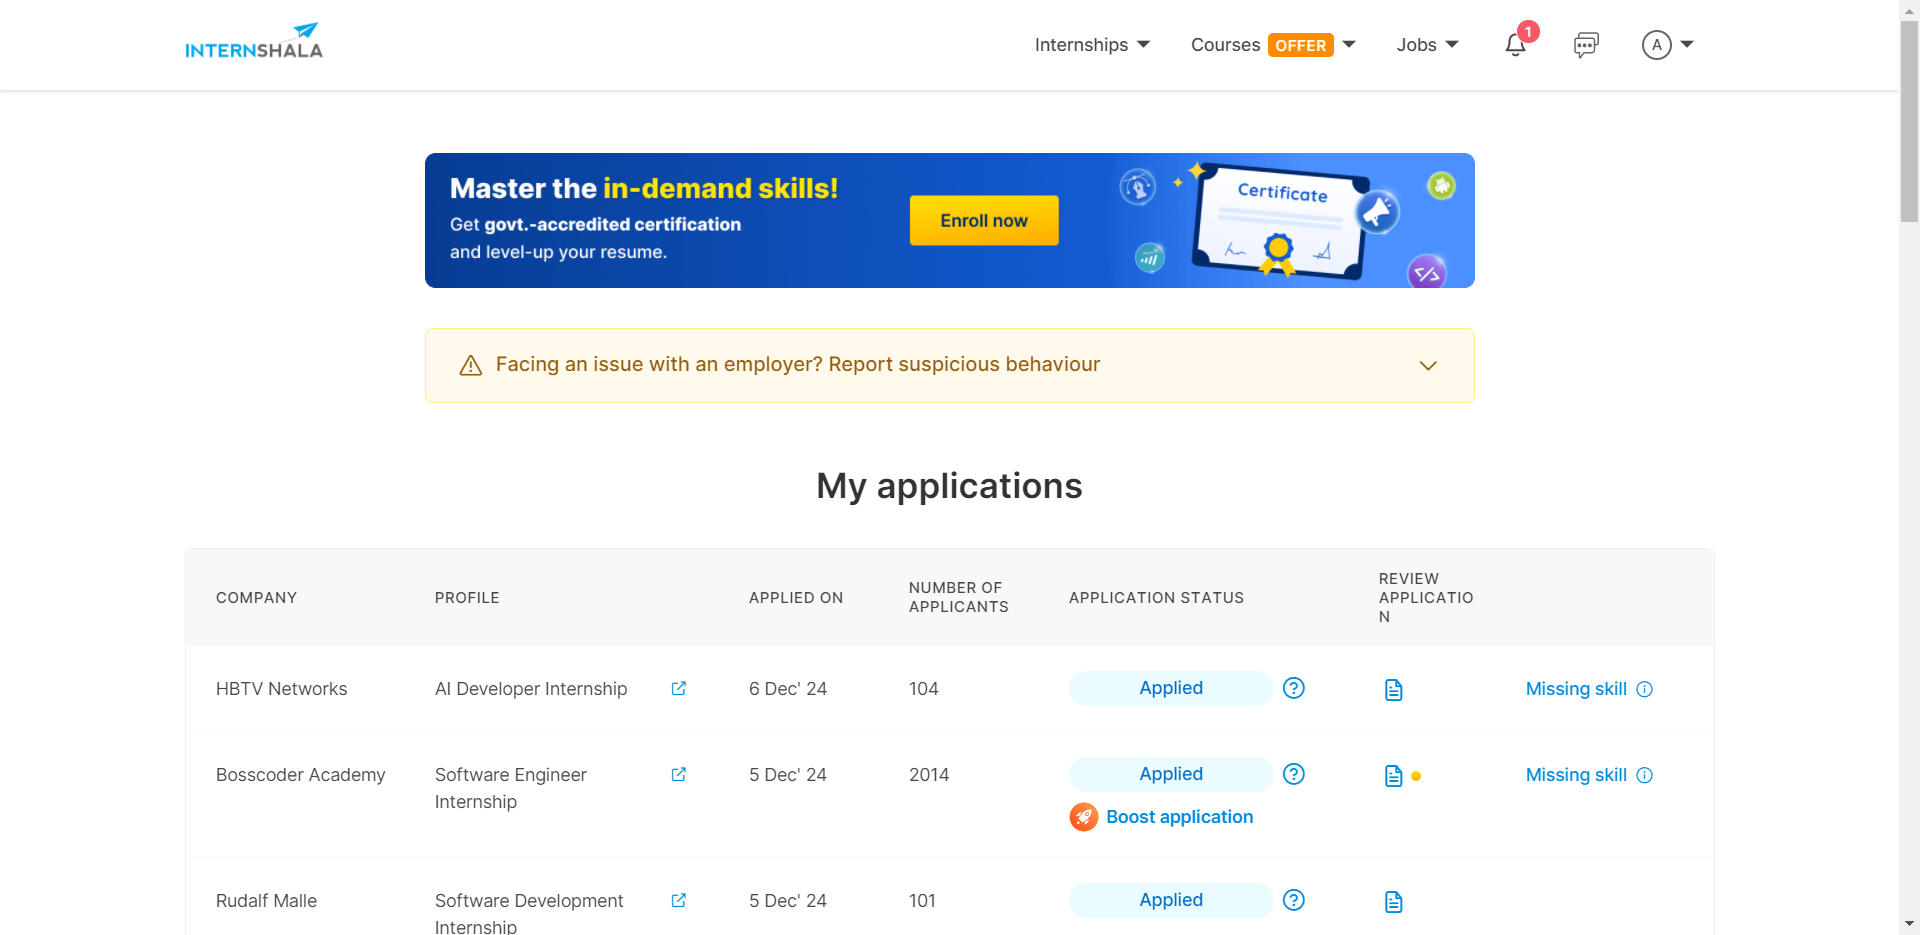 INTERNSHALA
Internships
Courses OFFER
Jobs
1
A
Master the in-demand skills!
Get govt.-accredited certification
and level-up your resume.
Enroll now
Certificate
Facing an issue with an employer? Report suspicious behaviour
My applications
COMPANY PROFILE APPLIED ON NUMBER OF APPLICANTS APPLICATION STATUS REVIEW APPLICATIO N
HBTV Networks AI Developer Internship 6 Dec' 24 104 Applied ? Missing skill
Bosscoder Academy Software Engineer Internship 5 Dec' 24 2014 Applied ? Missing skill
Boost application
Rudalf Malle Software Development Internship 5 Dec' 24 101 Applied ?